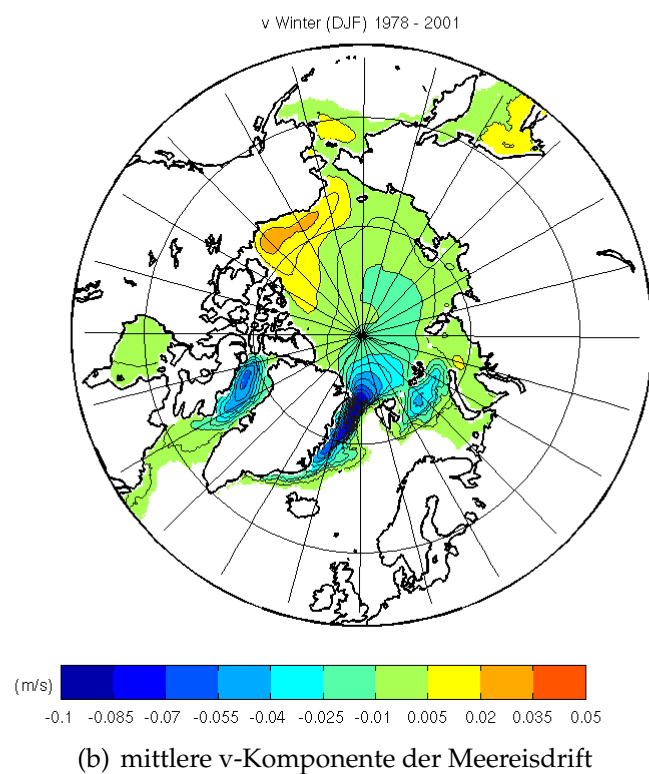 v Winter (DJF) 1978 - 2001
(m/s)
-0.1 -0.085 -0.07 -0.055 -0.04 -0.025 -0.01 0.005 0.02 0.035 0.05
(b) mittlere v-Komponente der Meereisdrift